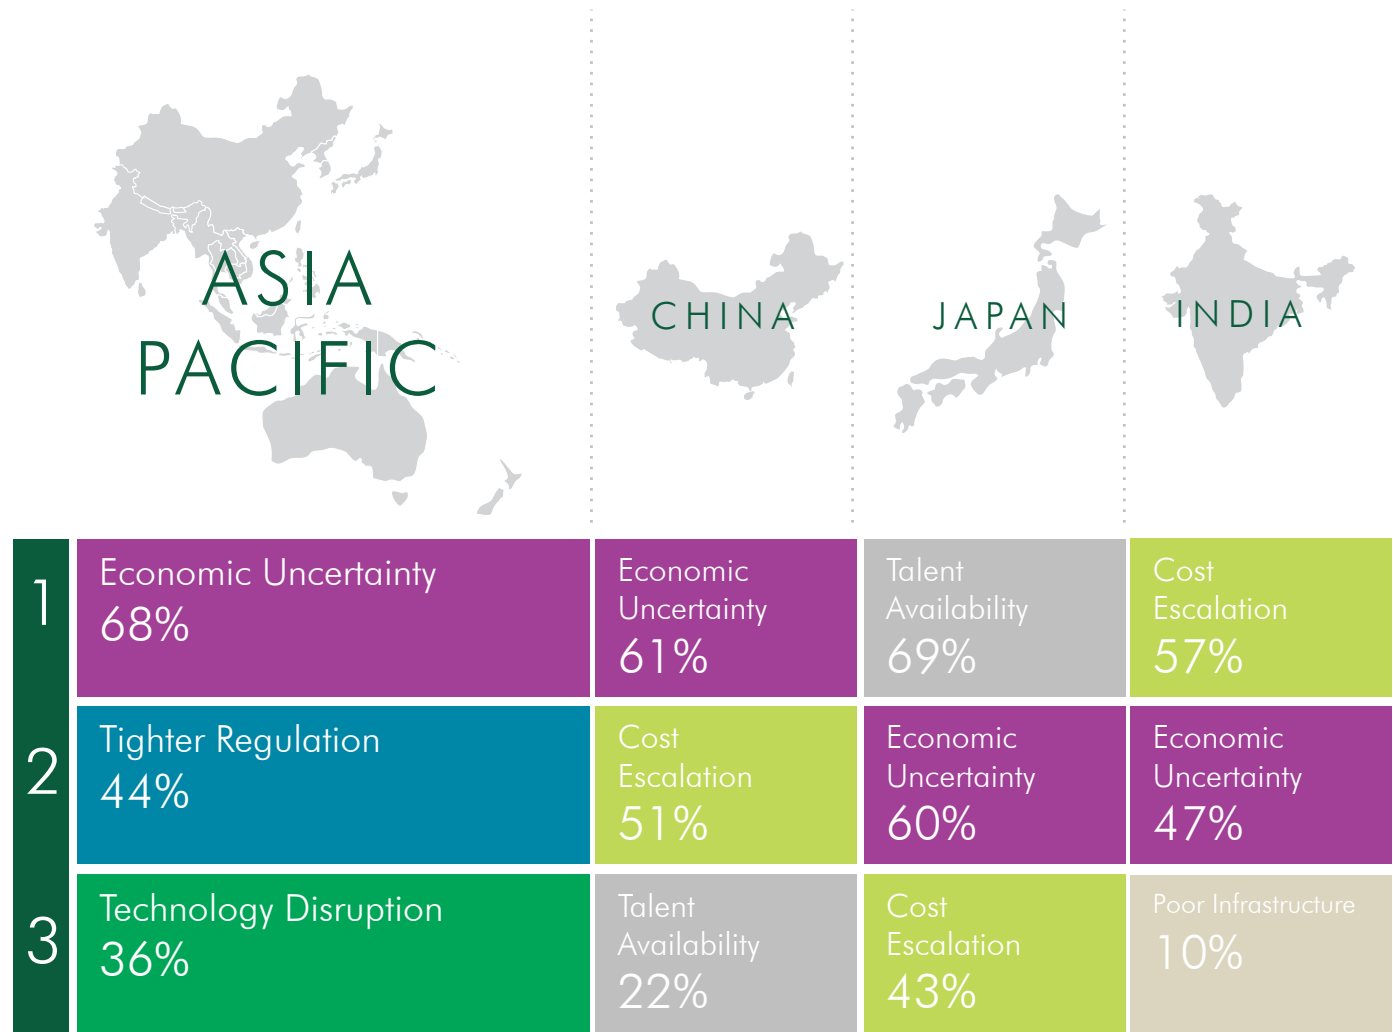 ASIA
PACIFIC
CHINA
JAPAN
INDIA
1
Economic Uncertainty
68%
Economic
Uncertainty
61%
Talent
Availability
69%
Cost
Escalation
57%
2
Tighter Regulation
44%
Cost
Escalation
51%
Economic
Uncertainty
60%
Economic
Uncertainty
47%
3
Technology Disruption
36%
Talent
Availability
22%
Cost
Escalation
43%
Poor Infrastructure
10%